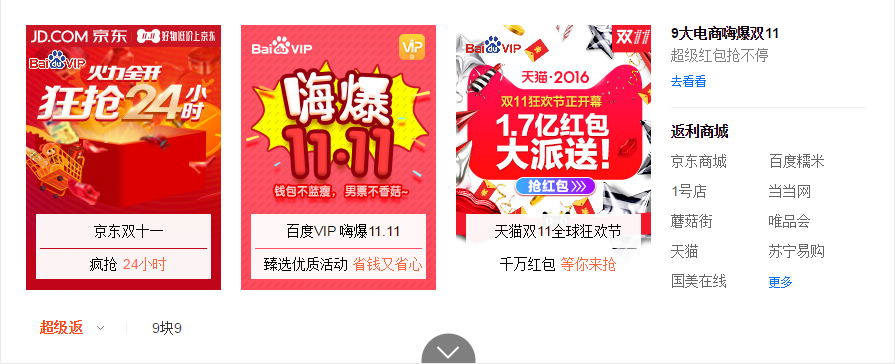 JD.COM 京东 好物低价上京东
Bai du VIP
火力全开
狂抢24小时
京东双十一
疯抢 24小时
Bai du VIP
VIP
嗨爆
11·11
钱包不蓝瘦，男票不香菇~
百度VIP 嗨爆11.11
臻选优质活动 省钱又省心
Bai du VIP
双11
天猫·2016
双11狂欢节正开幕
1.7亿红包
大派送!
抢红包
天猫双11全球狂欢节
千万红包 等你来抢
9大电商嗨爆双11
超级红包抢不停
去看看
返利商城
京东商城 百度糯米
1号店 当当网
蘑菇街 唯品会
天猫 苏宁易购
国美在线 更多
超级返 9块9